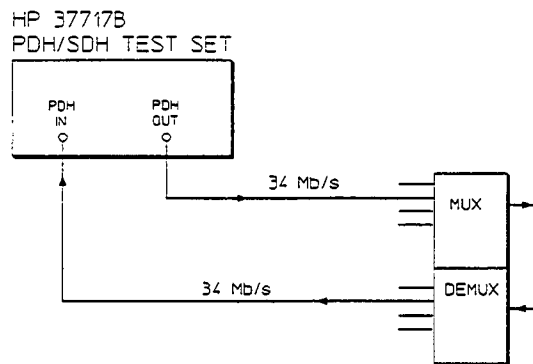 HP 37717B
PDH/SDH TEST SET
PDH
IN
PDH
OUT
34 Mb/s
MUX
34 Mb/s
DEMUX